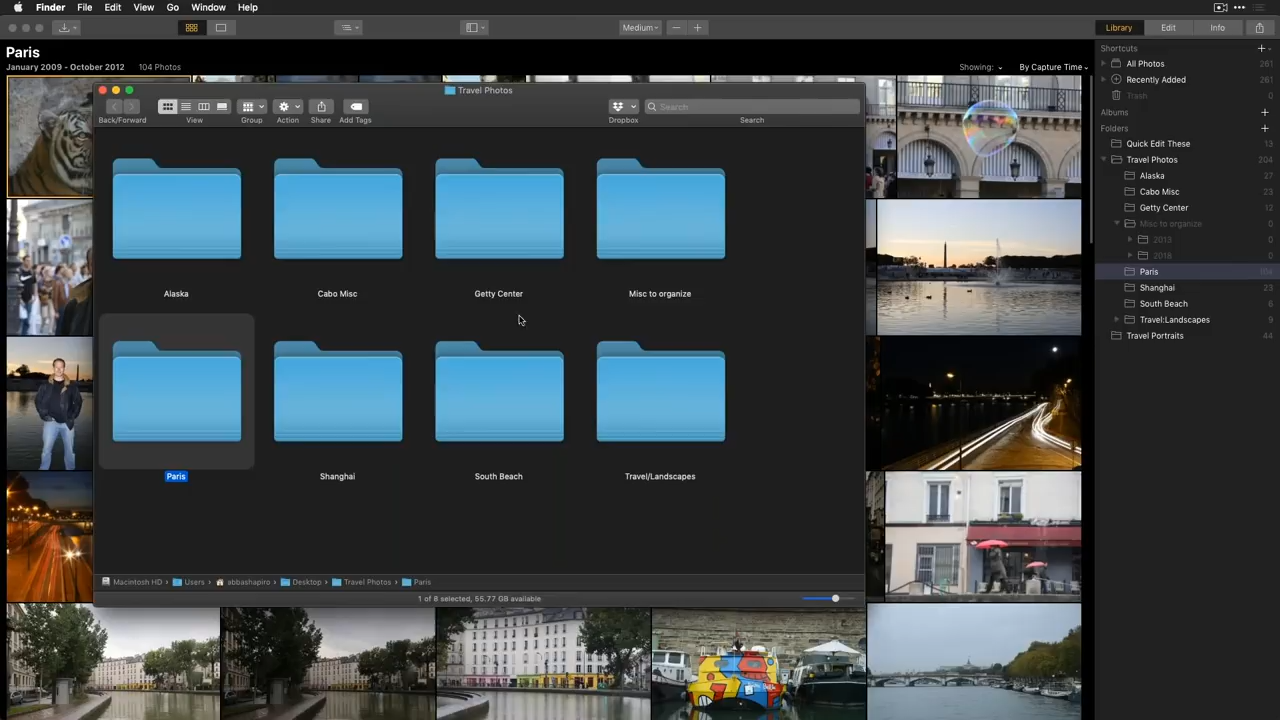 Finder File Edit View Go Window Help
Medium
Library Edit Info
Paris
January 2009 - October 2012 104 Photos
Showing: By Capture Time
Travel Photos
Back/Forward View Group Action Share Add Tags Dropbox Search
Search
Alaska Cabo Misc Getty Center Misc to organize
Paris Shanghai South Beach Travel/Landscapes
Macintosh HD › Users › abbashapiro › Desktop › Travel Photos › Paris
1 of 8 selected, 55.77 GB available
Shortcuts
All Photos 261
Recently Added 261
Trash
Albums
Folders
Quick Edit These 13
Travel Photos 204
Alaska 27
Cabo Misc 23
Getty Center 12
Misc to organize 0
2013 0
2018 0
Paris
Shanghai 23
South Beach 6
Travel:Landscapes 9
Travel Portraits 44